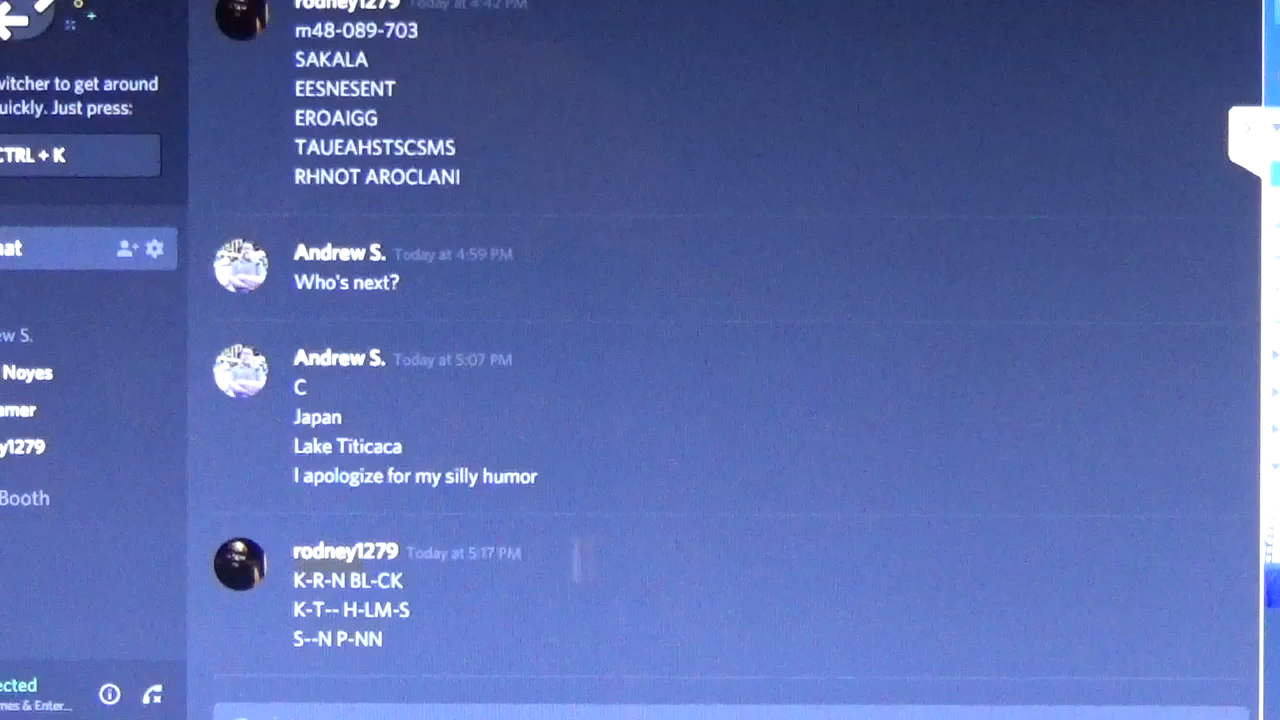 witcher to get around
uickly. Just press:
CTRL + K
at
w S.
Noyes
amer
y1279
Booth
ected
mes & Enter...
rodney1279 Today at 4:42 PM
m48-089-703
SAKALA
EESNESENT
EROAIGG
TAUEAHSTSCSMS
RHNOT AROCLANI
Andrew S. Today at 4:59 PM
Who's next?
Andrew S. Today at 5:07 PM
C
Japan
Lake Titicaca
I apologize for my silly humor
rodney1279 Today at 5:17 PM
K-R-N BL-CK
K-T-- H-LM-S
S--N P-NN